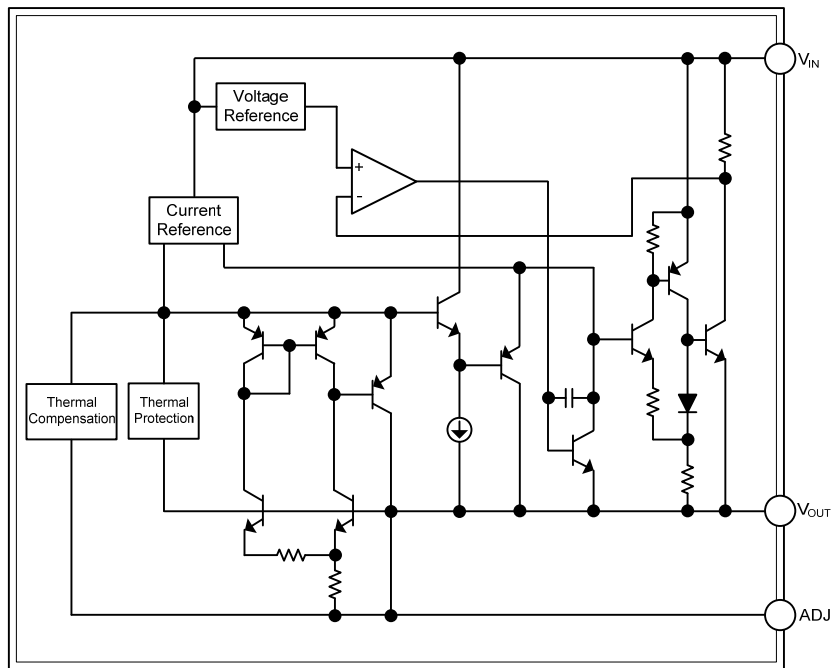 VIN
Voltage
Reference
+
-
Current
Reference
Thermal
Compensation
Thermal
Protection
VOUT
ADJ